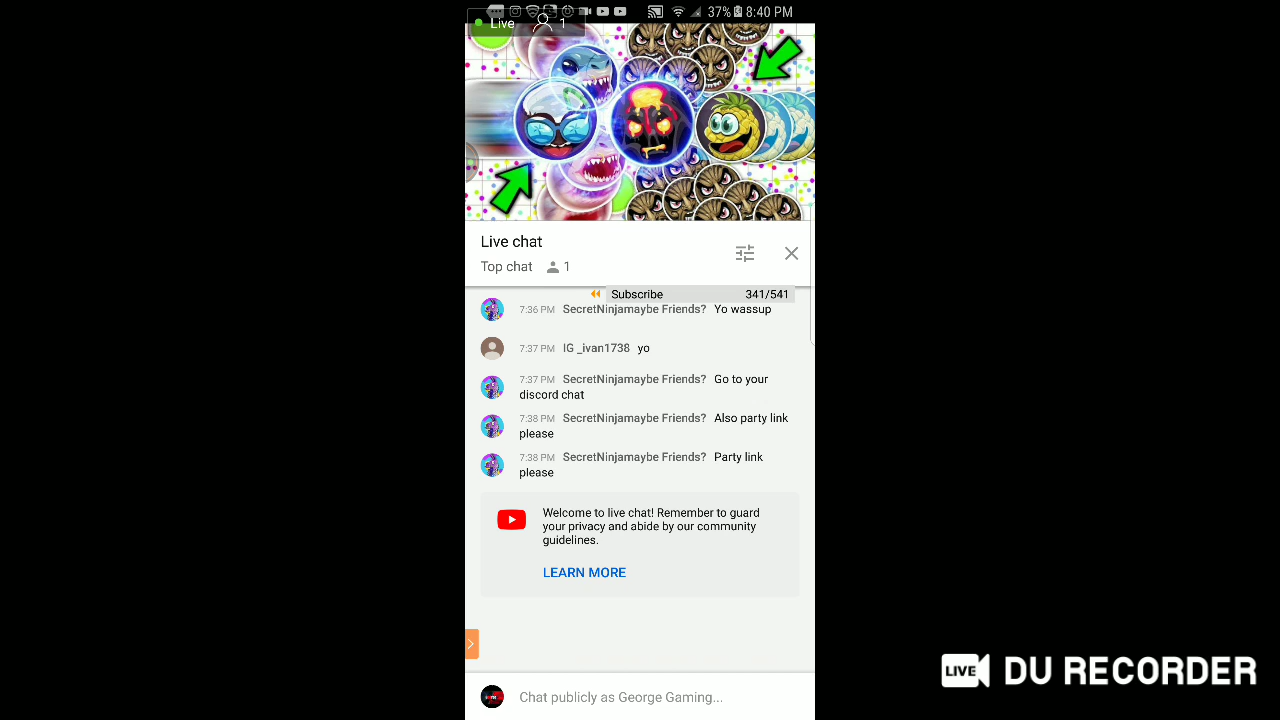 37% 8:40 PM
Live 1
Live chat
Top chat 1
Subscribe 341/541
7:36 PM SecretNinjamaybe Friends? Yo wassup
7:37 PM IG _ivan1738 yo
7:37 PM SecretNinjamaybe Friends? Go to your
discord chat
7:38 PM SecretNinjamaybe Friends? Also party link
please
7:38 PM SecretNinjamaybe Friends? Party link
please
Welcome to live chat! Remember to guard
your privacy and abide by our community
guidelines.
LEARN MORE
LIVE DU RECORDER
Chat publicly as George Gaming...